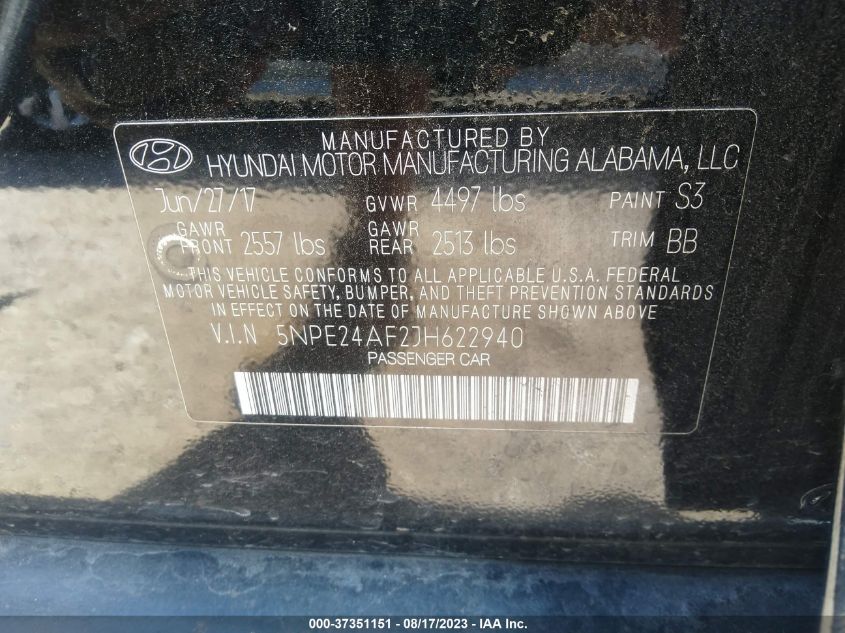 MANUFACTURED BY
HYUNDAI MOTOR MANUFACTURING ALABAMA, LLC
Jun/27/17 GVWR 4497 lbs PAINT S3
GAWR FRONT 2557 lbs GAWR REAR 2513 lbs TRIM BB
THIS VEHICLE CONFORMS TO ALL APPLICABLE U.S.A. FEDERAL
MOTOR VEHICLE SAFETY, BUMPER, AND THEFT PREVENTION STANDARDS
IN EFFECT ON THE DATE OF MANUFACTURE SHOWN ABOVE
V.I.N 5NPE24AF2JH622940
PASSENGER CAR
000-37351151 - 08/17/2023 - IAA Inc.